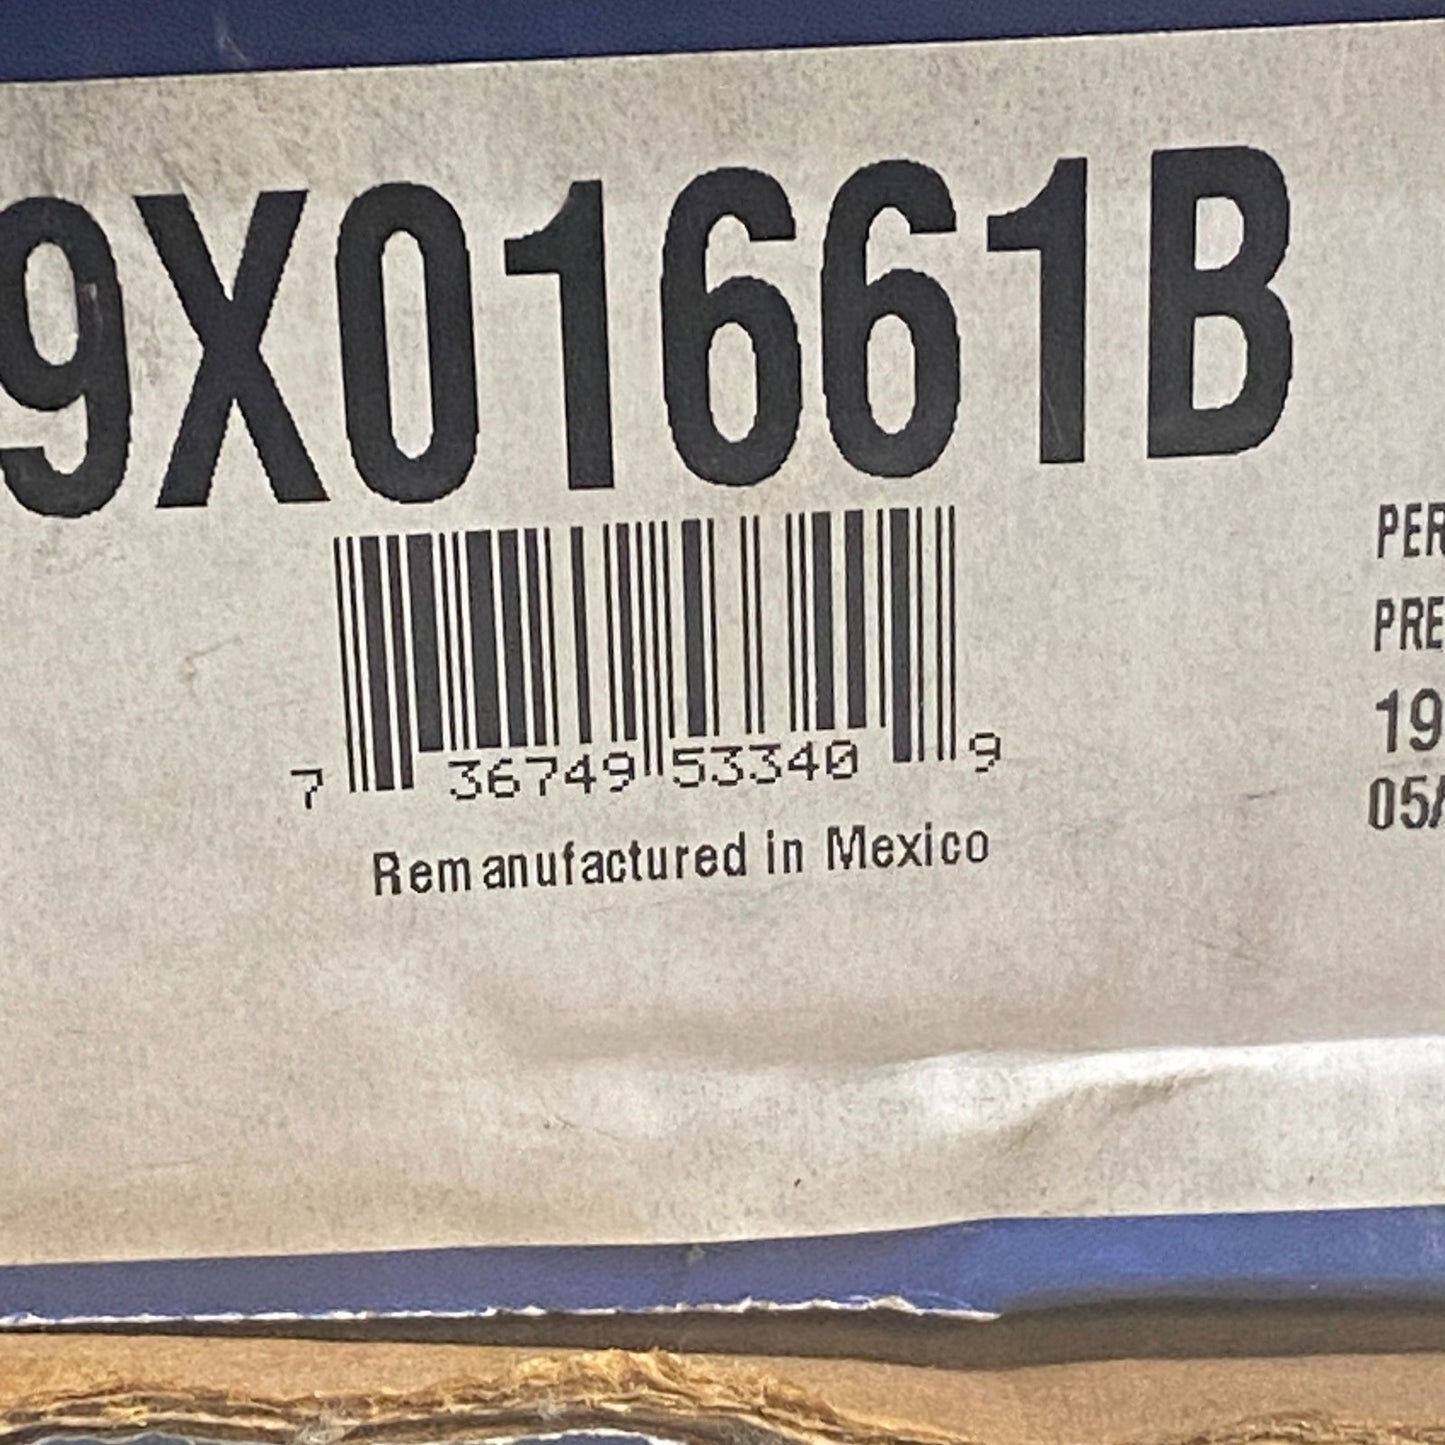 9X01661B
7 36749 53340 9
Remanufactured in Mexico
PER
PRE
19
05/